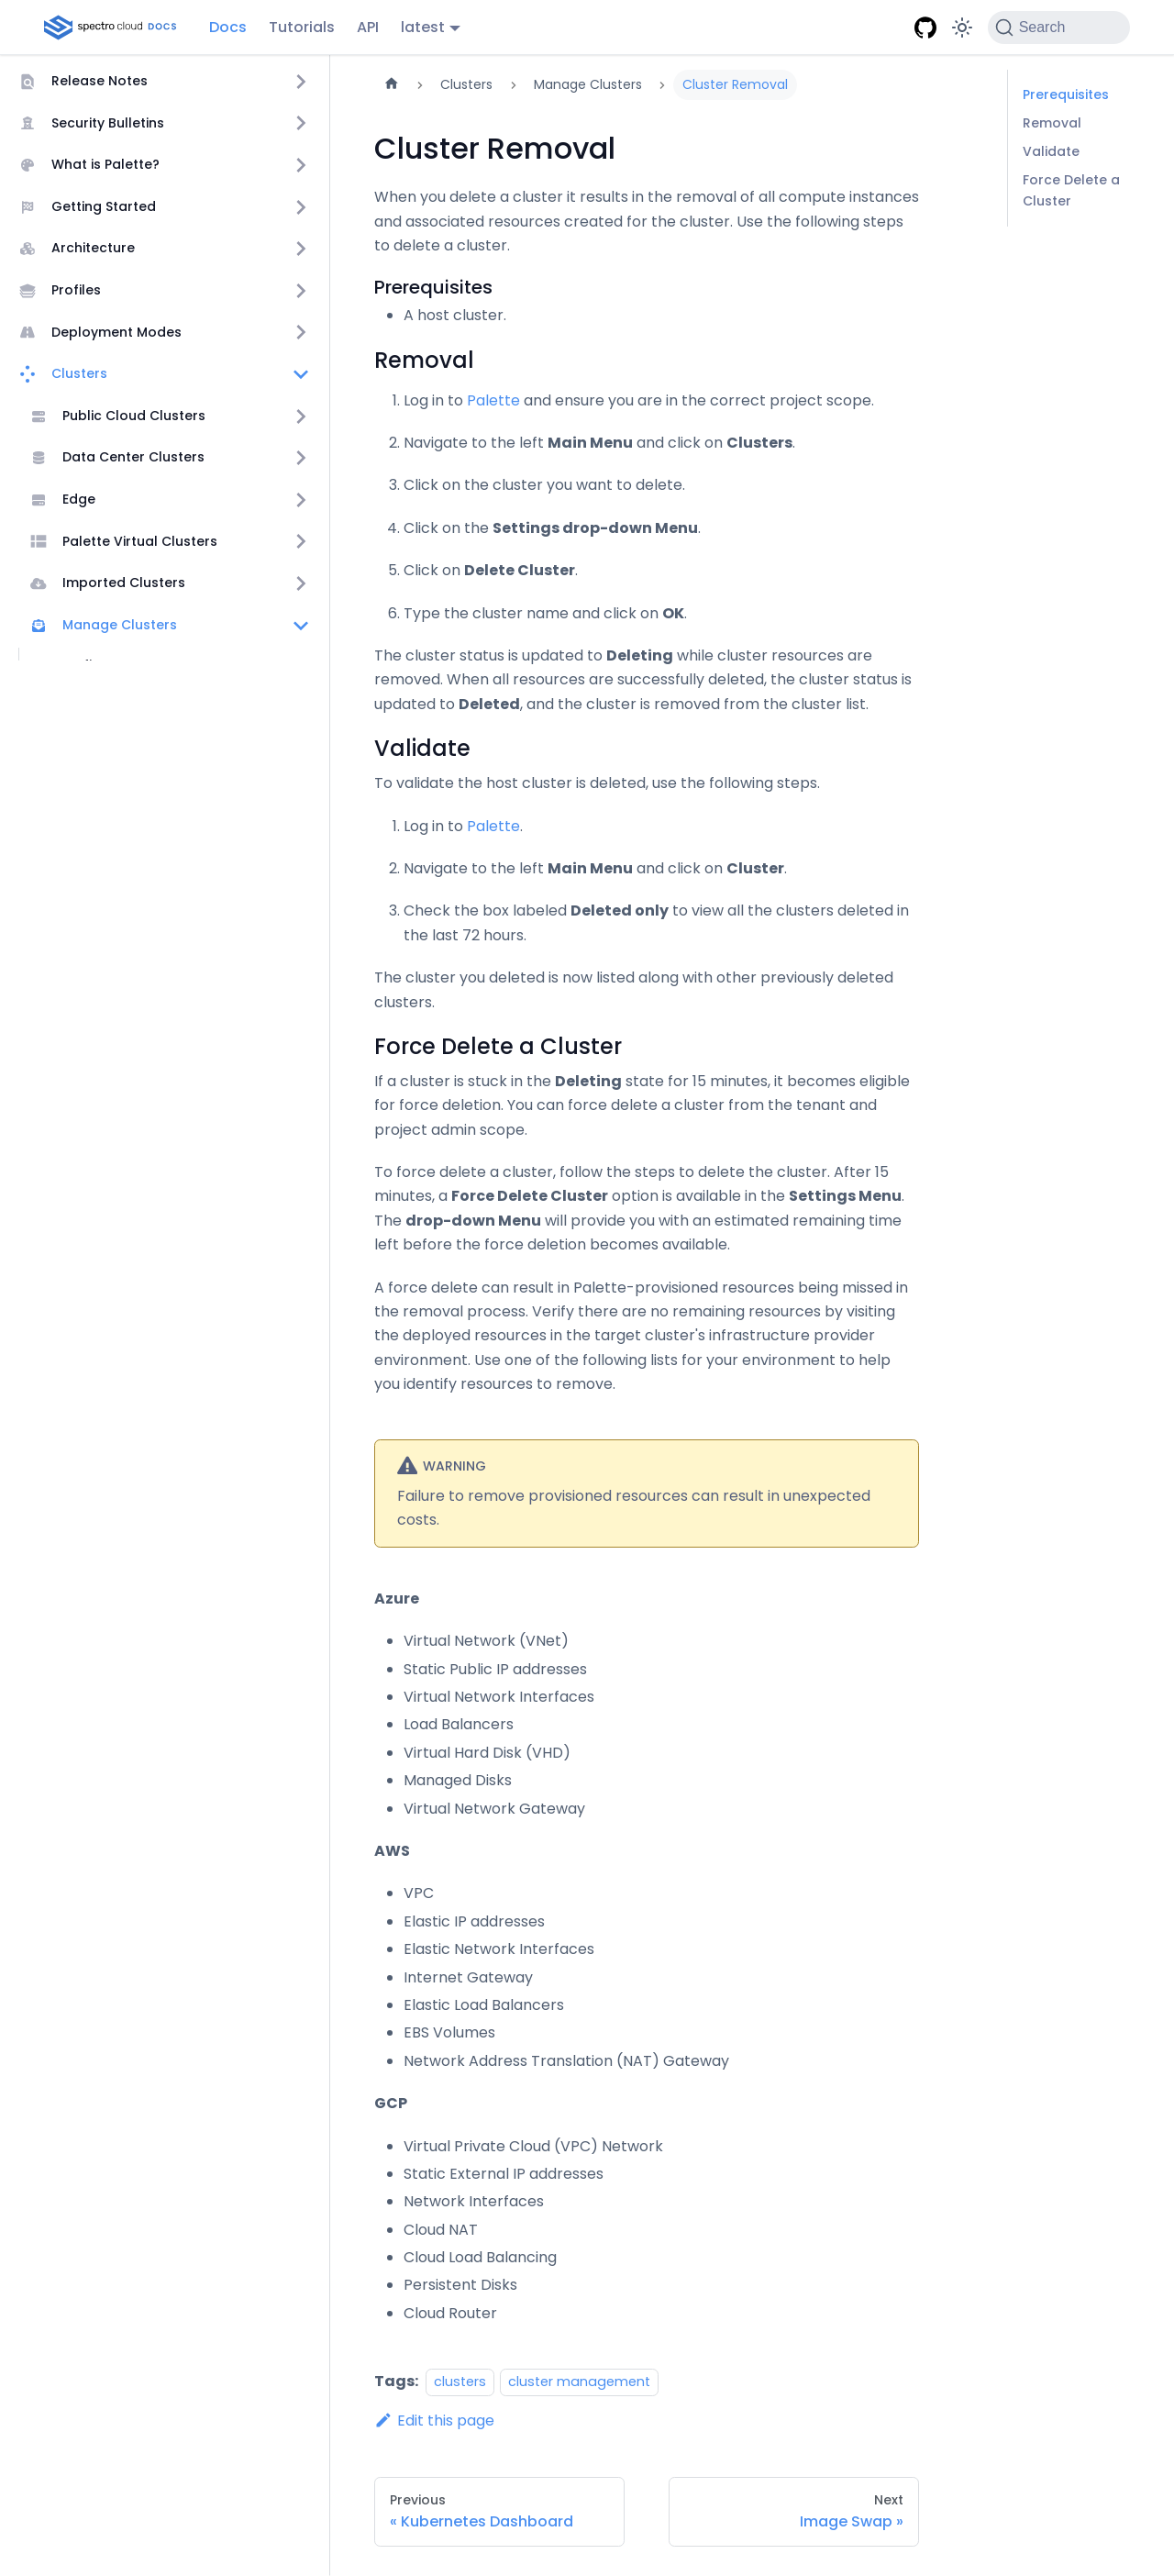 spectro cloud DOCS
Docs
Tutorials
API
latest
Search
Release Notes
Security Bulletins
What is Palette?
Getting Started
Architecture
Profiles
Deployment Modes
Clusters
Public Cloud Clusters
Data Center Clusters
Edge
Palette Virtual Clusters
Imported Clusters
Manage Clusters
Clusters
Manage Clusters
Cluster Removal
Cluster Removal
When you delete a cluster it results in the removal of all compute instances
and associated resources created for the cluster. Use the following steps
to delete a cluster.
Prerequisites
A host cluster.
Removal
1. Log in to Palette and ensure you are in the correct project scope.
2. Navigate to the left Main Menu and click on Clusters.
3. Click on the cluster you want to delete.
4. Click on the Settings drop-down Menu.
5. Click on Delete Cluster.
6. Type the cluster name and click on OK.
The cluster status is updated to Deleting while cluster resources are
removed. When all resources are successfully deleted, the cluster status is
updated to Deleted, and the cluster is removed from the cluster list.
Validate
To validate the host cluster is deleted, use the following steps.
1. Log in to Palette.
2. Navigate to the left Main Menu and click on Cluster.
3. Check the box labeled Deleted only to view all the clusters deleted in
the last 72 hours.
The cluster you deleted is now listed along with other previously deleted
clusters.
Force Delete a Cluster
If a cluster is stuck in the Deleting state for 15 minutes, it becomes eligible
for force deletion. You can force delete a cluster from the tenant and
project admin scope.
To force delete a cluster, follow the steps to delete the cluster. After 15
minutes, a Force Delete Cluster option is available in the Settings Menu.
The drop-down Menu will provide you with an estimated remaining time
left before the force deletion becomes available.
A force delete can result in Palette-provisioned resources being missed in
the removal process. Verify there are no remaining resources by visiting
the deployed resources in the target cluster's infrastructure provider
environment. Use one of the following lists for your environment to help
you identify resources to remove.
WARNING
Failure to remove provisioned resources can result in unexpected
costs.
Azure
Virtual Network (VNet)
Static Public IP addresses
Virtual Network Interfaces
Load Balancers
Virtual Hard Disk (VHD)
Managed Disks
Virtual Network Gateway
AWS
VPC
Elastic IP addresses
Elastic Network Interfaces
Internet Gateway
Elastic Load Balancers
EBS Volumes
Network Address Translation (NAT) Gateway
GCP
Virtual Private Cloud (VPC) Network
Static External IP addresses
Network Interfaces
Cloud NAT
Cloud Load Balancing
Persistent Disks
Cloud Router
Tags: clusters cluster management
Edit this page
Previous
« Kubernetes Dashboard
Next
Image Swap »
Prerequisites
Removal
Validate
Force Delete a
Cluster